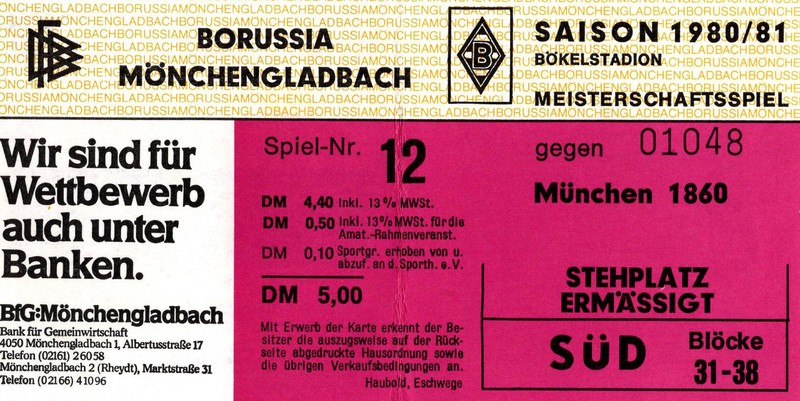 BORUSSIA
MÖNCHENGLADBACH
B
SAISON 1980/81
BÖKELSTADION
MEISTERSCHAFTSSPIEL
Wir sind für
Wettbewerb
auch unter
Banken.
BfG:Mönchengladbach
Bank für Gemeinwirtschaft
4050 Mönchengladbach 1, Albertusstraße 17
Telefon (02161) 26058
Mönchengladbach 2 (Rheydt), Marktstraße 31
Telefon (02166) 41096
Spiel-Nr. 12
DM 4,40 inkl. 13% MWSt.
DM 0,50 inkl. 13% MWSt. für die
Amat.-Rahmenveranst.
DM 0,10 Sportgr. erhoben von u.
abzuf. an d. Sporth. e.V.
DM 5,00
Mit Erwerb der Karte erkennt der Be-
sitzer die auszugsweise auf der Rück-
seite abgedruckte Hausordnung sowie
die übrigen Verkaufsbedingungen an.
Haubold, Eschwege
gegen 01048
München 1860
STEHPLATZ
ERMÄSSIGT
SÜD
Blöcke
31-38